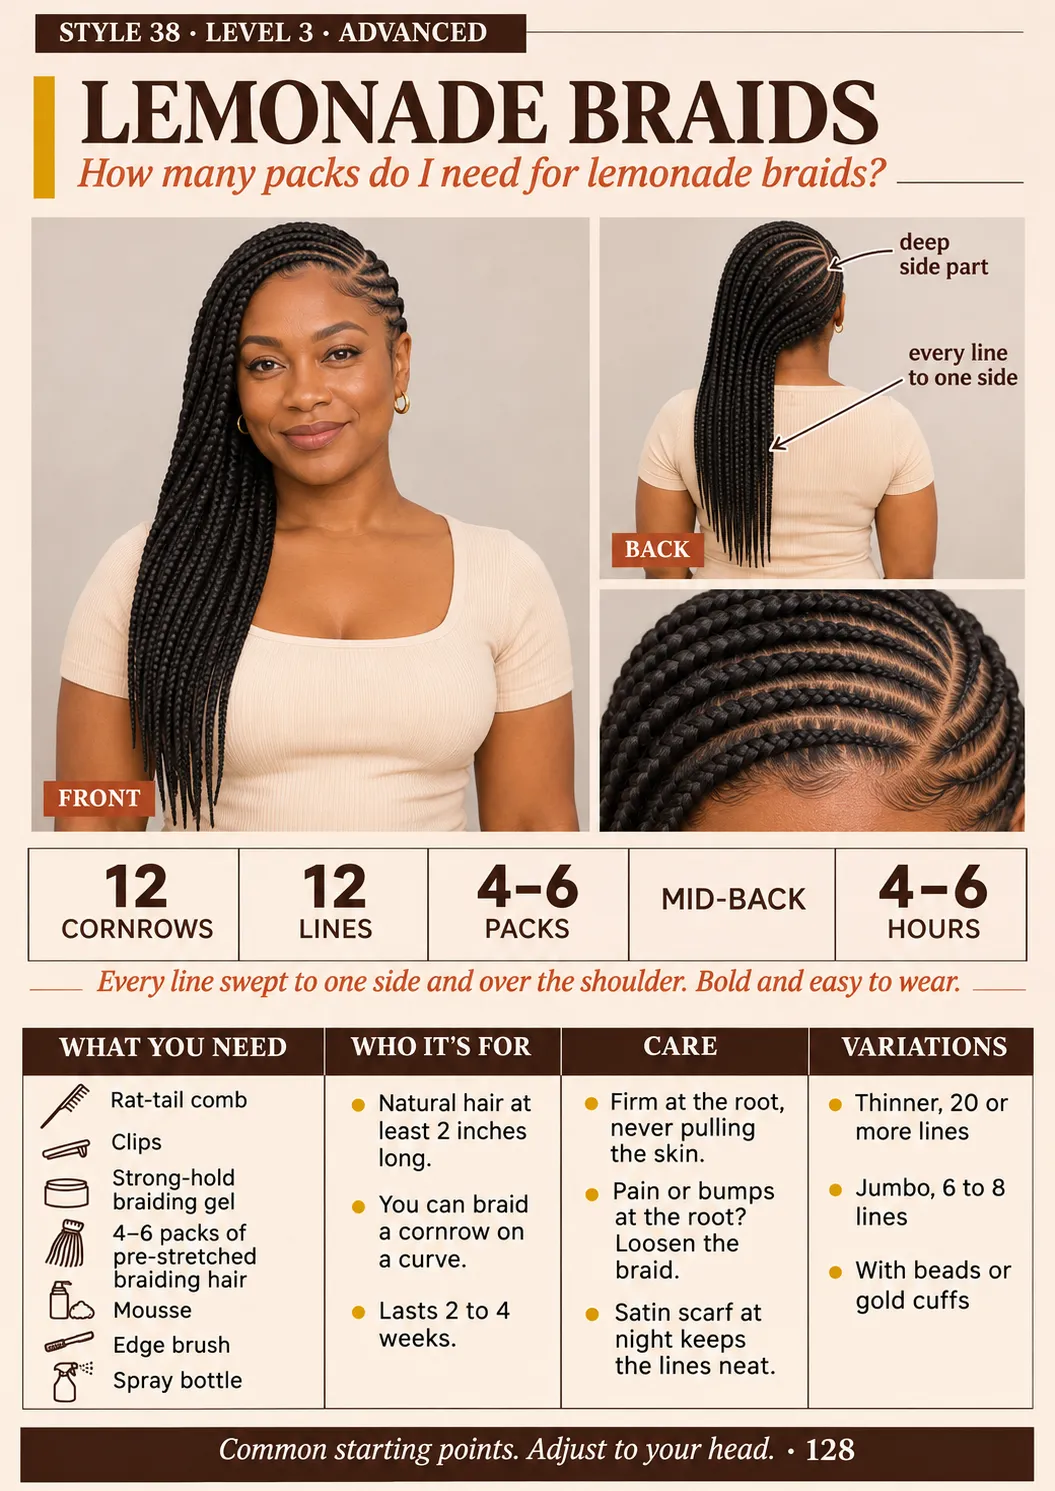 STYLE 38 · LEVEL 3 · ADVANCED
LEMONADE BRAIDS
How many packs do I need for lemonade braids?
deep
side part
every line
to one side
BACK
FRONT
12
CORNROWS
12
LINES
4–6
PACKS
MID-BACK
4–6
HOURS
Every line swept to one side and over the shoulder. Bold and easy to wear.
WHAT YOU NEED
Rat-tail comb
Clips
Strong-hold
braiding gel
4–6 packs of
pre-stretched
braiding hair
Mousse
Edge brush
Spray bottle
WHO IT'S FOR
Natural hair at
least 2 inches
long.
You can braid
a cornrow on
a curve.
Lasts 2 to 4
weeks.
CARE
Firm at the root,
never pulling
the skin.
Pain or bumps
at the root?
Loosen the
braid.
Satin scarf at
night keeps
the lines neat.
VARIATIONS
Thinner, 20 or
more lines
Jumbo, 6 to 8
lines
With beads or
gold cuffs
Common starting points. Adjust to your head. · 128